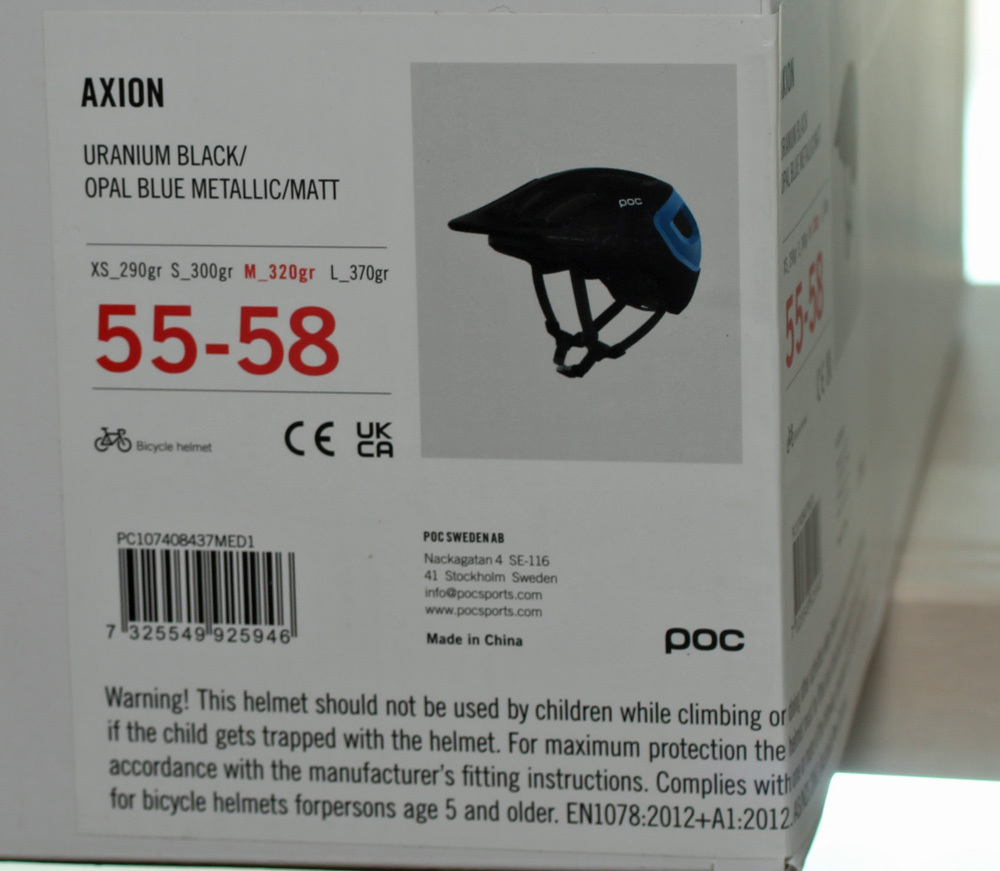 AXION
URANIUM BLACK/
OPAL BLUE METALLIC/MATT
XS_290gr S_300gr M_320gr L_370gr
55-58
Bicycle helmet
CE UK
CA
poc
PC107408437MED1
7 325549 925946
POC SWEDEN AB
Nackagatan 4 SE-116
41 Stockholm Sweden
info@pocsports.com
www.pocsports.com
Made in China
poc
Warning! This helmet should not be used by children while climbing or
if the child gets trapped with the helmet. For maximum protection the
accordance with the manufacturer's fitting instructions. Complies with
for bicycle helmets forpersons age 5 and older. EN1078:2012+A1:2012.
AXION
55-58